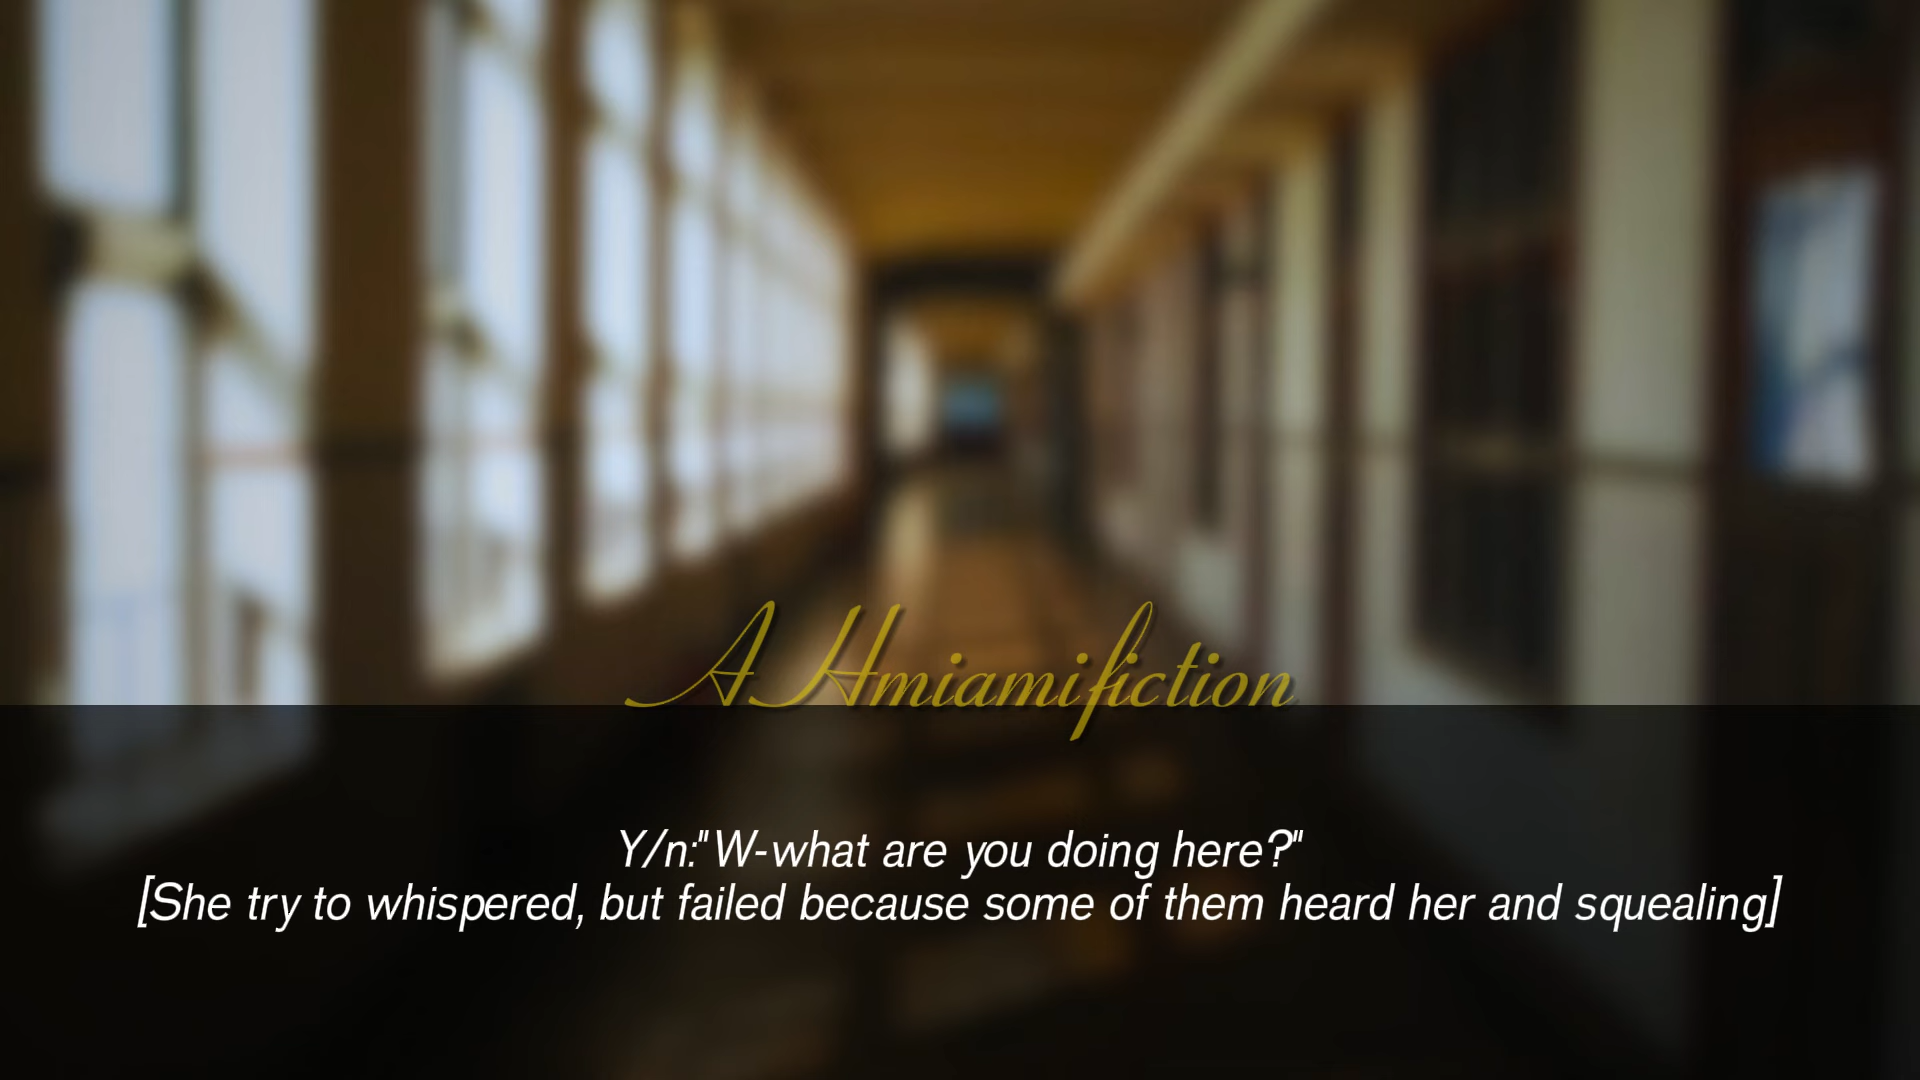 A Hmiamifiction
Y/n:"W-what are you doing here?"
[She try to whispered, but failed because some of them heard her and squealing]